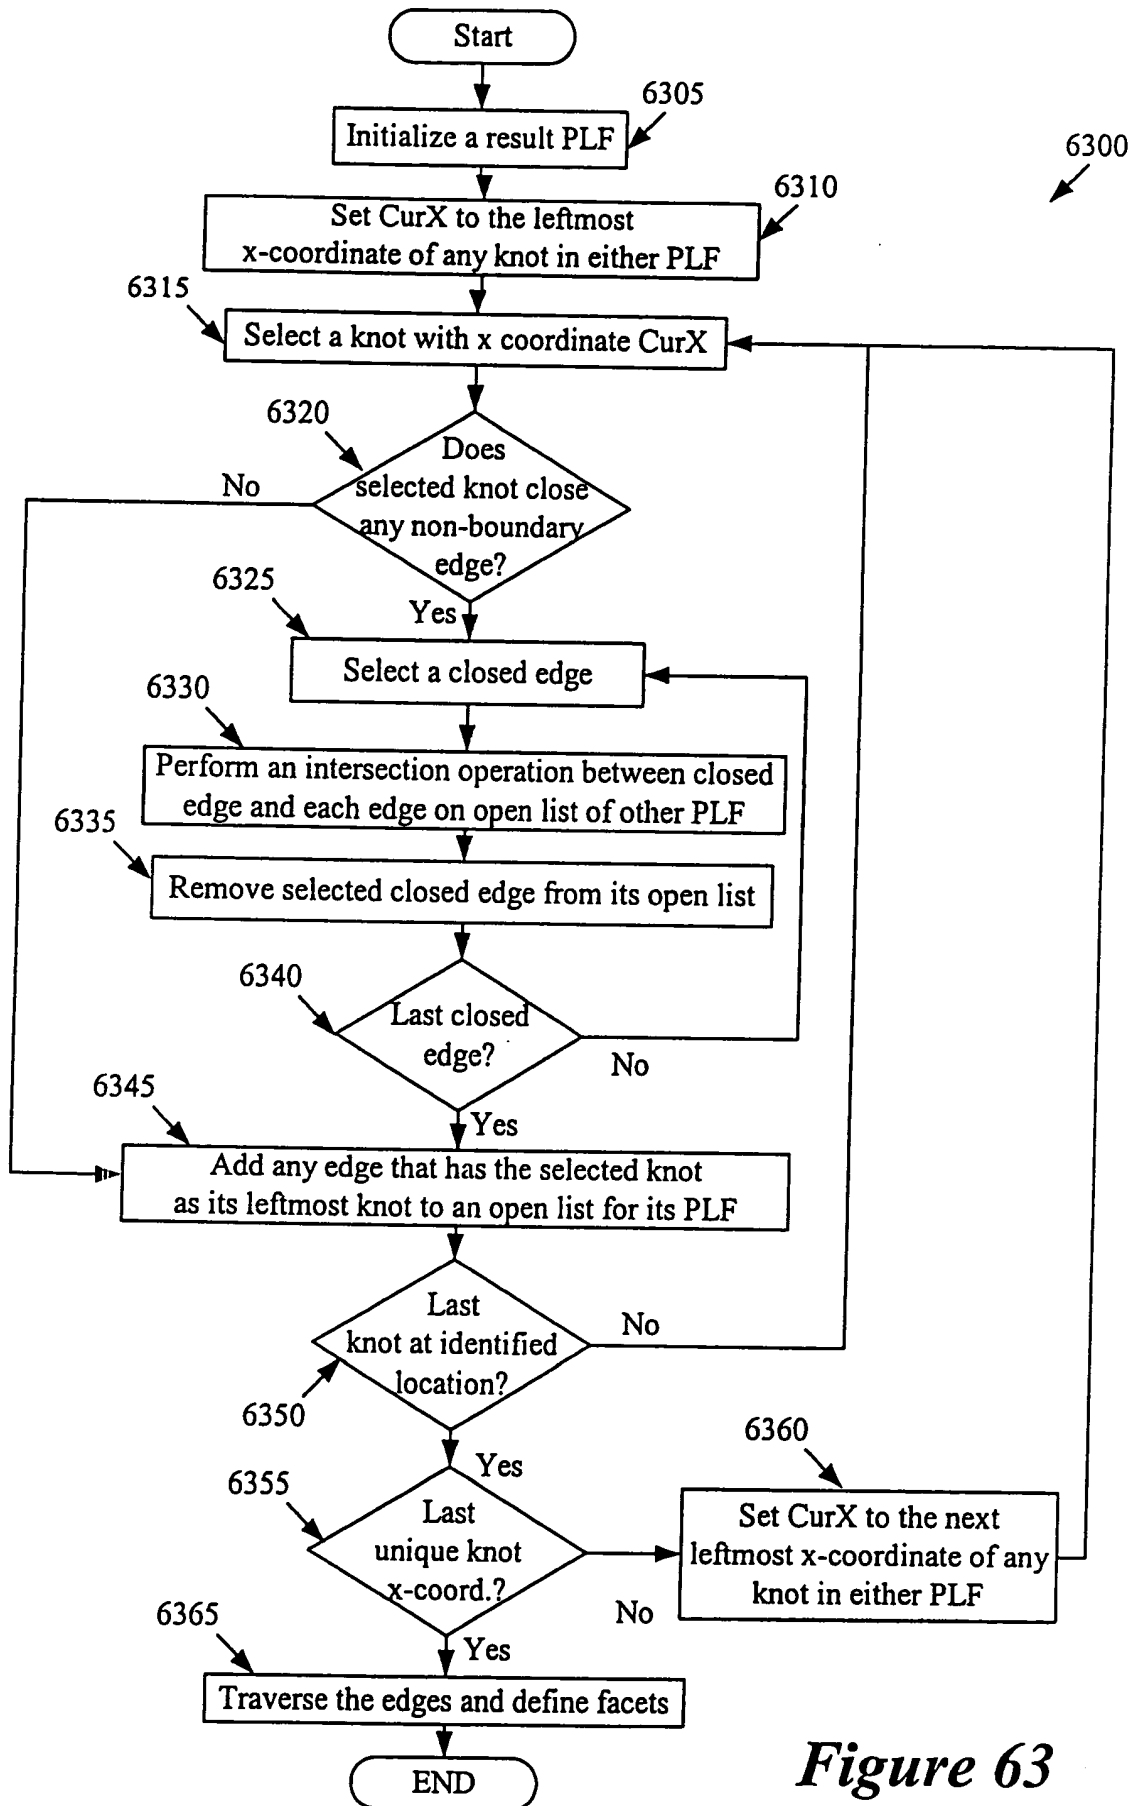 Start
6305
Initialize a result PLF
6300
6310
Set CurX to the leftmost
x-coordinate of any knot in either PLF
6315
Select a knot with x coordinate CurX
6320
Does
selected knot close
any non-boundary
edge?
No
6325
Yes
Select a closed edge
6330
Perform an intersection operation between closed
edge and each edge on open list of other PLF
6335
Remove selected closed edge from its open list
6340
Last closed
edge?
No
6345
Yes
Add any edge that has the selected knot
as its leftmost knot to an open list for its PLF
Last
knot at identified
location?
No
6350
6360
Yes
6355
Last
unique knot
x-coord.?
Set CurX to the next
leftmost x-coordinate of any
knot in either PLF
No
6365
Yes
Traverse the edges and define facets
END
Figure 63